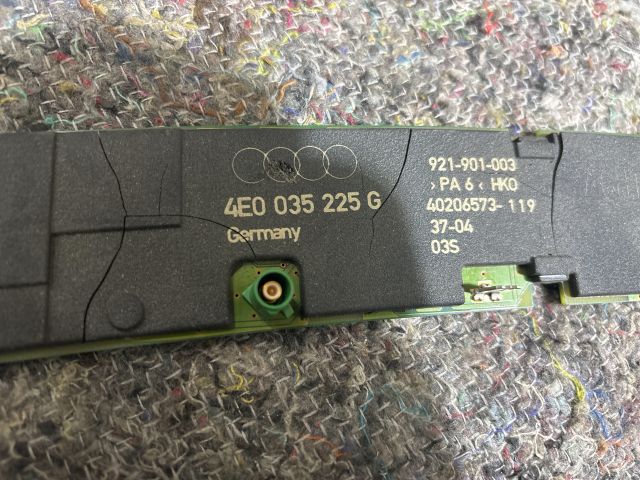 4E0 035 225 G
Germany
921-901-003
>PA 6< HKO
40206573-119
37-04
03S